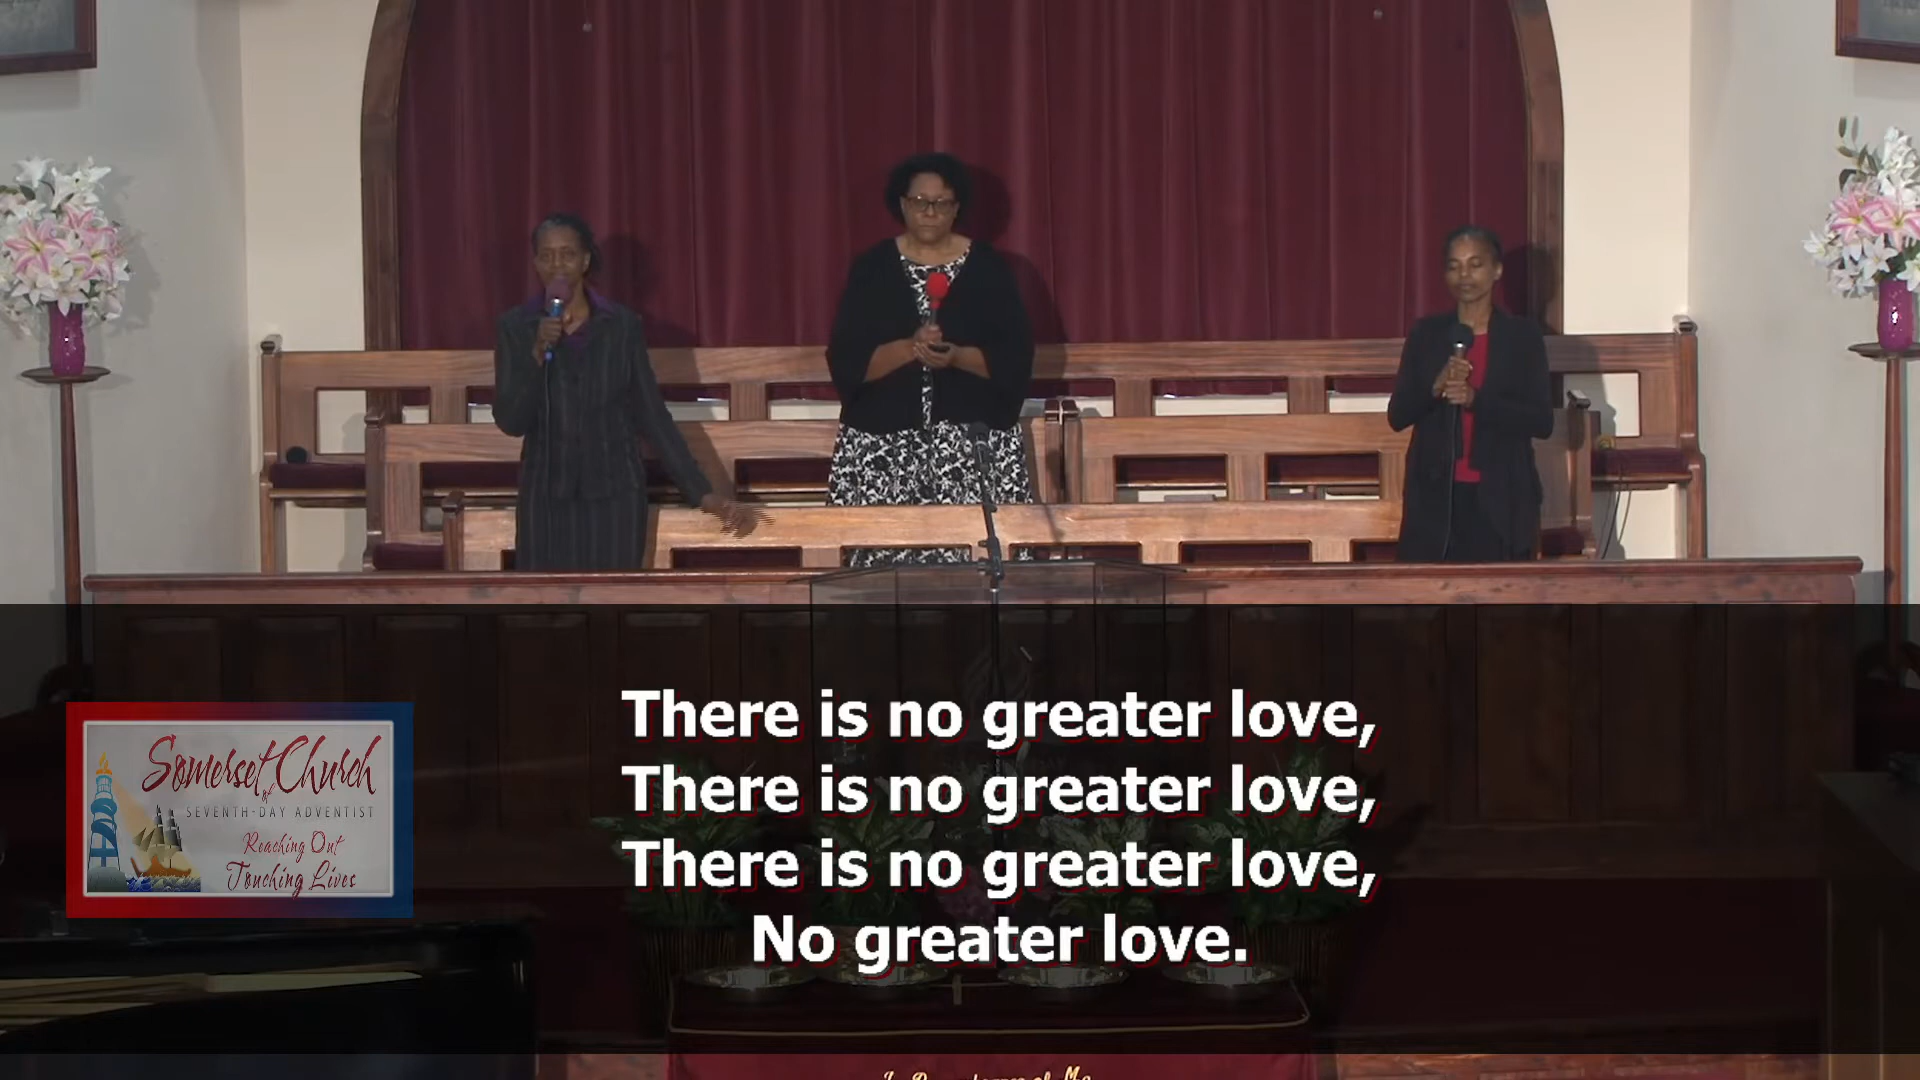 There is no greater love,
There is no greater love,
There is no greater love,
No greater love.
Somerset Church
of
SEVENTH-DAY ADVENTIST
Reaching Out
Touching Lives